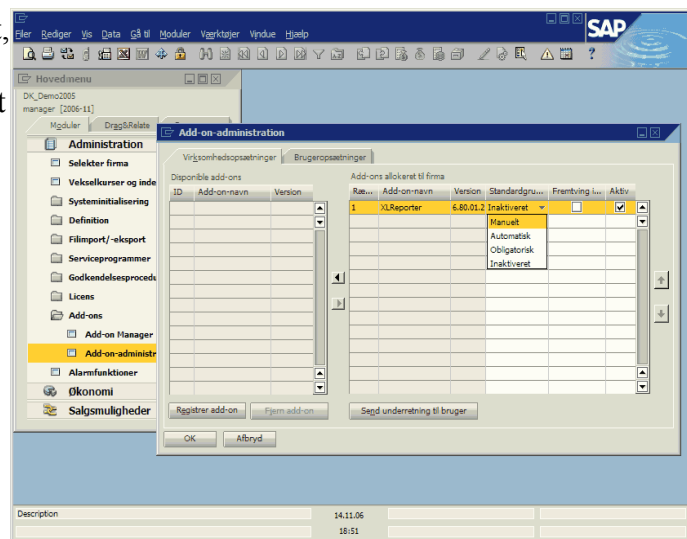 ,
t
Filer Rediger Vis Data Gå til Moduler Værktøjer Vindue Hjælp
SAP
Hovedmenu
DK_Demo2005
manager [2006-11]
Moduler Drag&Relate
Administration
Selekter firma
Vekselkurser og inde
Systeminitialisering
Definition
Filimport/-eksport
Serviceprogrammer
Godkendelsesprocedu
Licens
Add-ons
Add-on Manager
Add-on-administr
Alarmfunktioner
Økonomi
Salgsmuligheder
Add-on-administration
Virksomhedsopsætninger Brugeropsætninger
Disponible add-ons
ID Add-on-navn Version
Add-ons allokeret til firma
Ræ... Add-on-navn Version Standardgru... Fremtving i... Aktiv
1 XLReporter 6.80.01.2 Inaktiveret
Manuelt
Automatisk
Obligatorisk
Inaktiveret
Registrer add-on Fjern add-on
Send underretning til bruger
OK Afbryd
Description 14.11.06
18:51